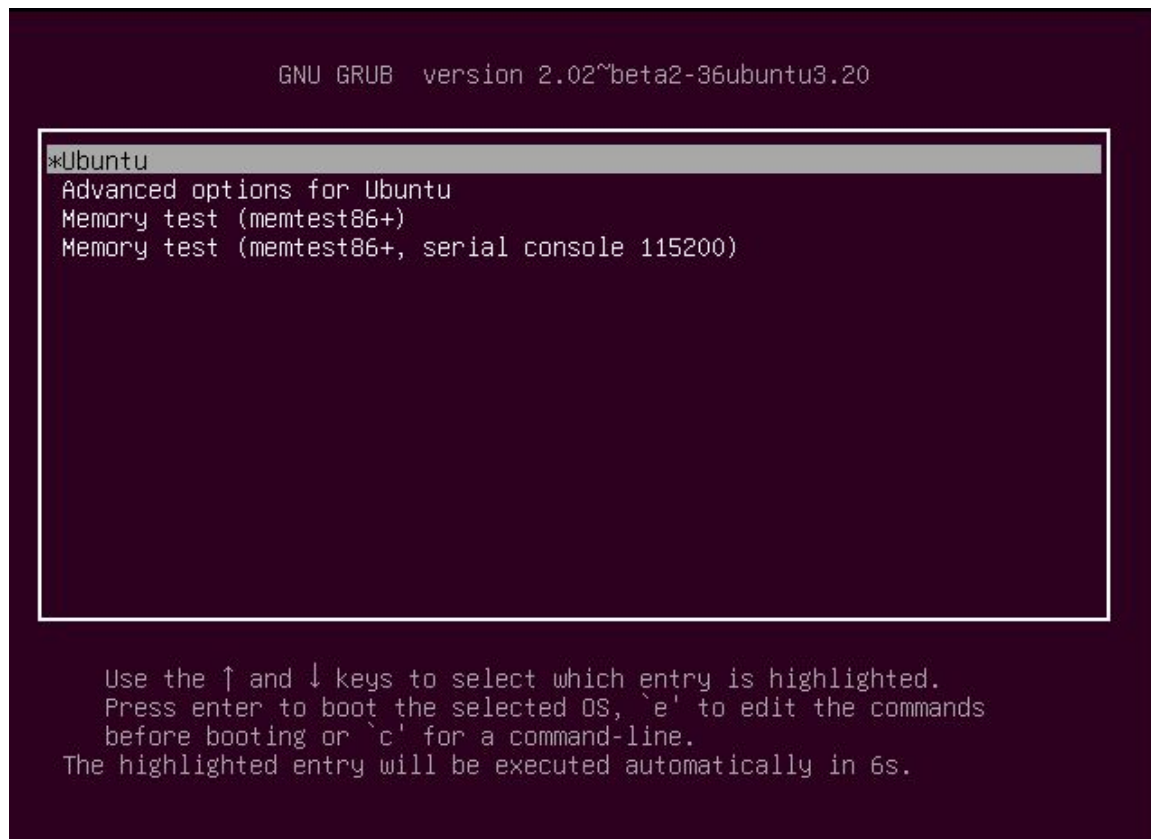 GNU GRUB  version 2.02~beta2-36ubuntu3.20
*Ubuntu
Advanced options for Ubuntu
Memory test (memtest86+)
Memory test (memtest86+, serial console 115200)
Use the ↑ and ↓ keys to select which entry is highlighted.
Press enter to boot the selected OS, `e' to edit the commands
before booting or `c' for a command-line.
The highlighted entry will be executed automatically in 6s.